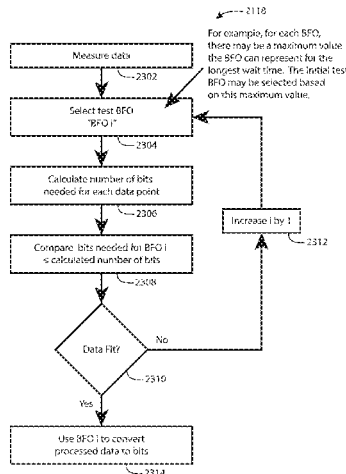 2118
For example, for each BFO,
there may be a maximum value
the BFO can represent for the
longest wait time. The initial test
BFO may be selected based
on this maximum value.
Measure data
2302
Select test BFO
"BFO i"
2304
Calculate number of bits
needed for each data point
2306
Compare bits needed for BFO i
≤ calculated number of bits
2308
Increase i by 1
2312
Data Fit?
No
2310
Yes
Use BFO i to convert
processed data to bits
2314